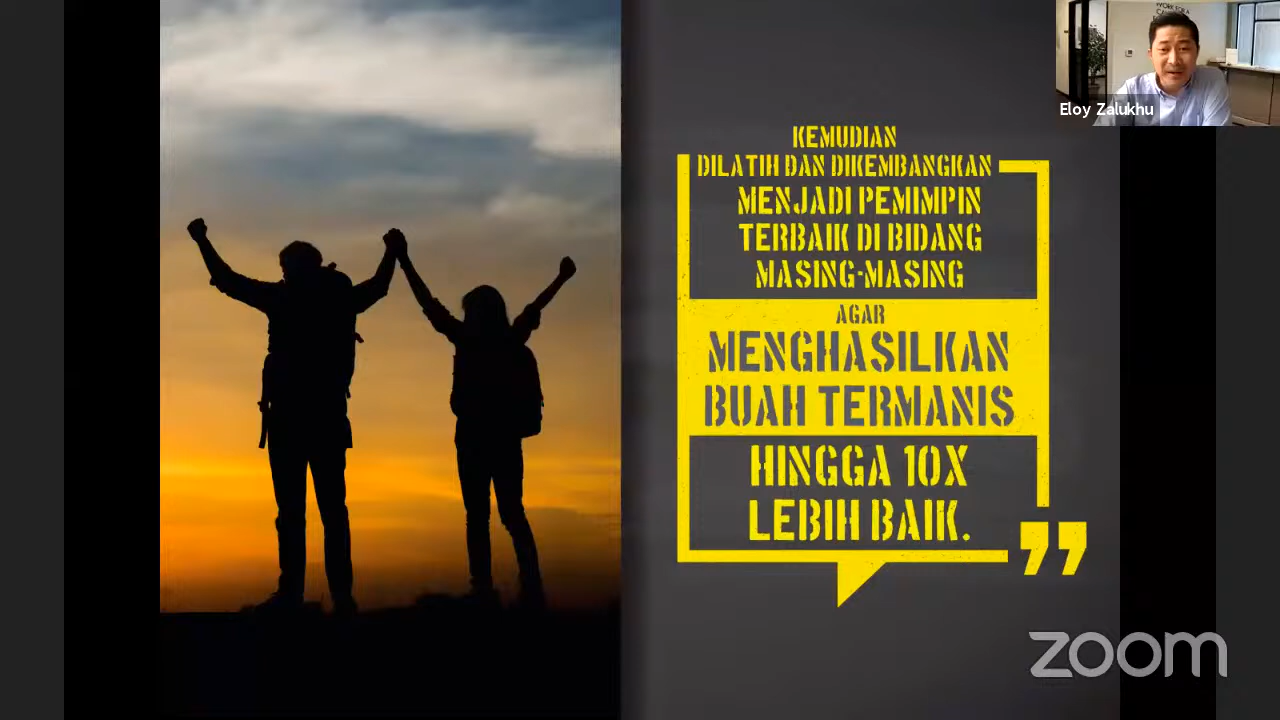 KEMUDIAN
DILATIH DAN DIKEMBANGKAN
MENJADI PEMIMPIN
TERBAIK DI BIDANG
MASING-MASING
AGAR
MENGHASILKAN
BUAH TERMANIS
HINGGA 10X
LEBIH BAIK.
”
Eloy Zalukhu
zoom